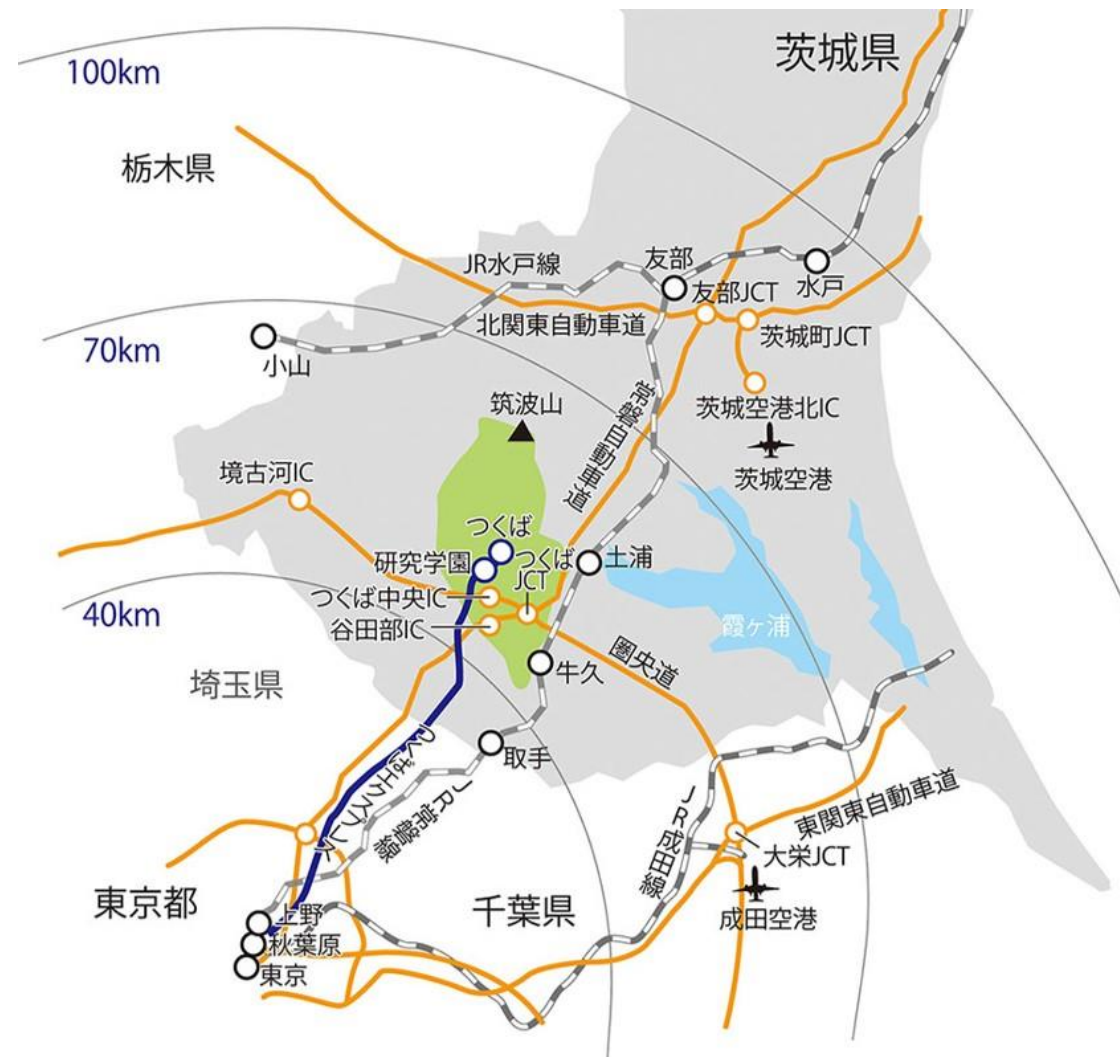 茨城県
100km
栃木県
JR水戸線
友部
水戸
友部JCT
北関東自動車道
茨城町JCT
70km
小山
筑波山
常磐自動車道
茨城空港北IC
茨城空港
境古河IC
つくば
研究学園
つくば
JCT
土浦
つくば中央IC
谷田部IC
40km
霞ヶ浦
圏央道
牛久
埼玉県
取手
つくばエクスプレス
JR常磐線
JR成田線
東関東自動車道
大栄JCT
東京都
千葉県
成田空港
上野
秋葉原
東京